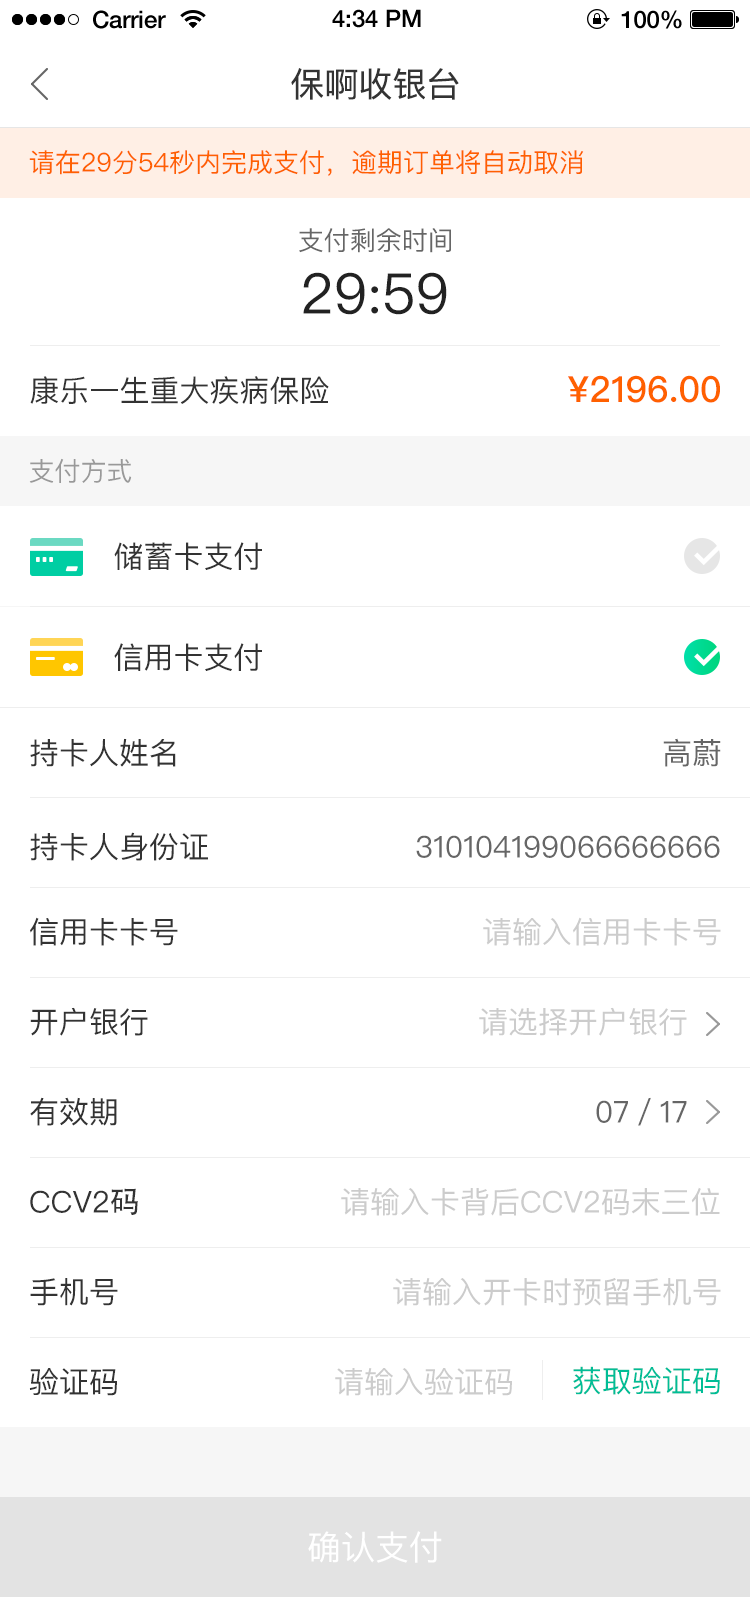 Carrier 4:34 PM 100%
保啊收银台
请在29分54秒内完成支付，逾期订单将自动取消
支付剩余时间
29:59
康乐一生重大疾病保险 ¥2196.00
支付方式
储蓄卡支付
信用卡支付
持卡人姓名 高蔚
持卡人身份证 310104199066666666
信用卡卡号 请输入信用卡卡号
开户银行 请选择开户银行
有效期 07 / 17
CCV2码 请输入卡背后CCV2码末三位
手机号 请输入开卡时预留手机号
验证码 请输入验证码 获取验证码
确认支付